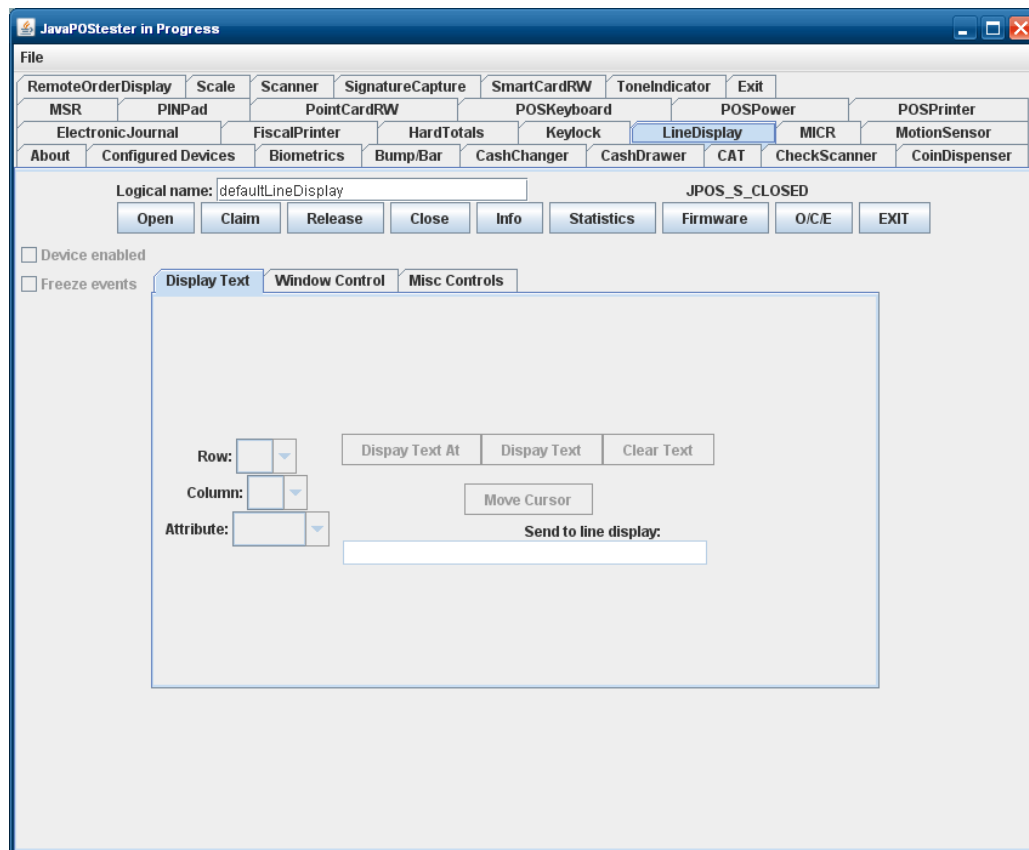 JavaPOStester in Progress
File
RemoteOrderDisplay Scale Scanner SignatureCapture SmartCardRW ToneIndicator Exit
MSR PINPad PointCardRW POSKeyboard POSPower POSPrinter
ElectronicJournal FiscalPrinter HardTotals Keylock LineDisplay MICR MotionSensor
About Configured Devices Biometrics Bump/Bar CashChanger CashDrawer CAT CheckScanner CoinDispenser
Logical name: defaultLineDisplay JPOS_S_CLOSED
Open Claim Release Close Info Statistics Firmware O/C/E EXIT
Device enabled
Freeze events Display Text Window Control Misc Controls
Row: Dispay Text At Dispay Text Clear Text
Column: Move Cursor
Attribute: Send to line display: